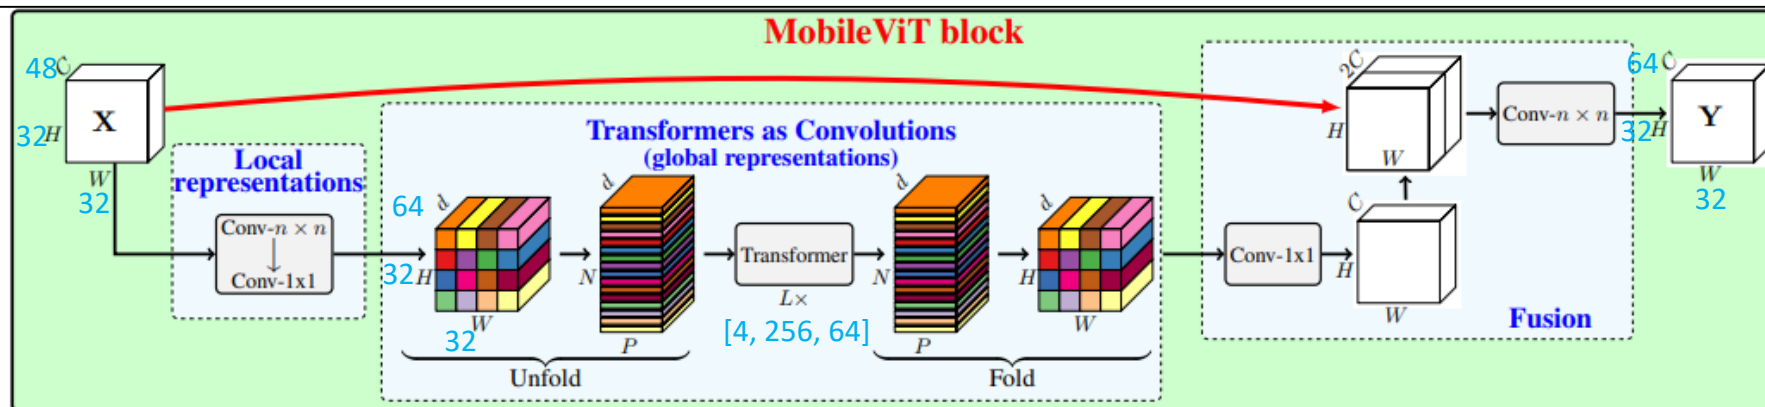 MobileViT block
48 C
X
32 H
W
32
Local
representations
Conv-n × n
Conv-1x1
Transformers as Convolutions
(global representations)
64 d
32 H
W
32
d
N
P
Unfold
Transformer
L×
[4, 256, 64]
d
N
P
d
H
W
Fold
Conv-1x1
C
H
W
2C
H
W
Conv-n × n
Fusion
64 C
32 H
Y
W
32